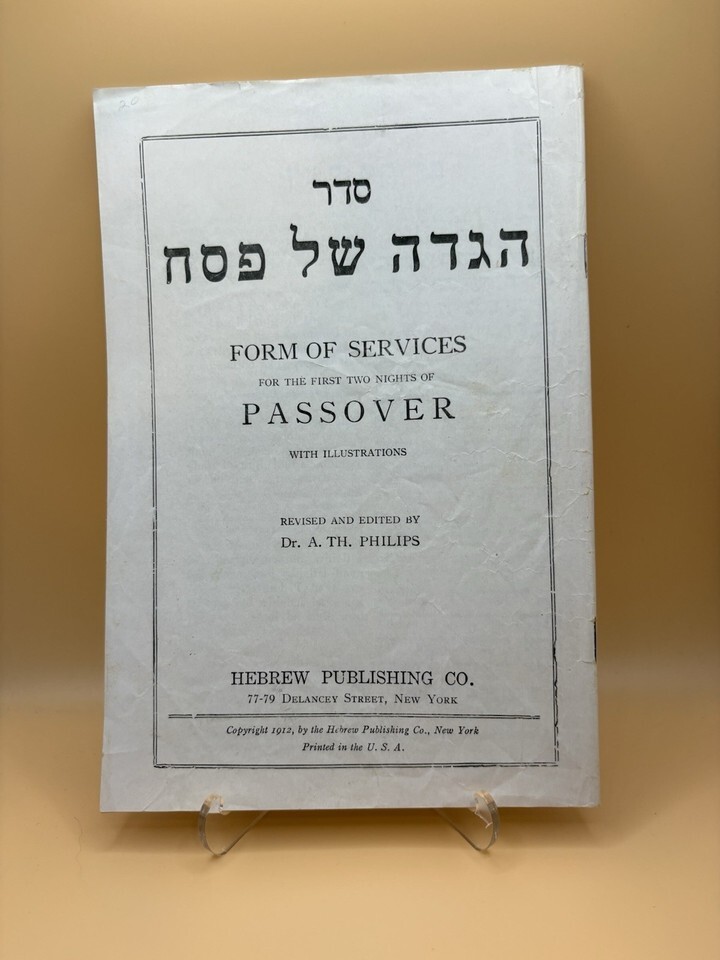 20
סדר
הגדה של פסח
FORM OF SERVICES
FOR THE FIRST TWO NIGHTS OF
PASSOVER
WITH ILLUSTRATIONS
REVISED AND EDITED BY
Dr. A. TH. PHILIPS
HEBREW PUBLISHING CO.
77-79 DELANCEY STREET, NEW YORK
Copyright 1912, by the Hebrew Publishing Co., New York
Printed in the U. S. A.